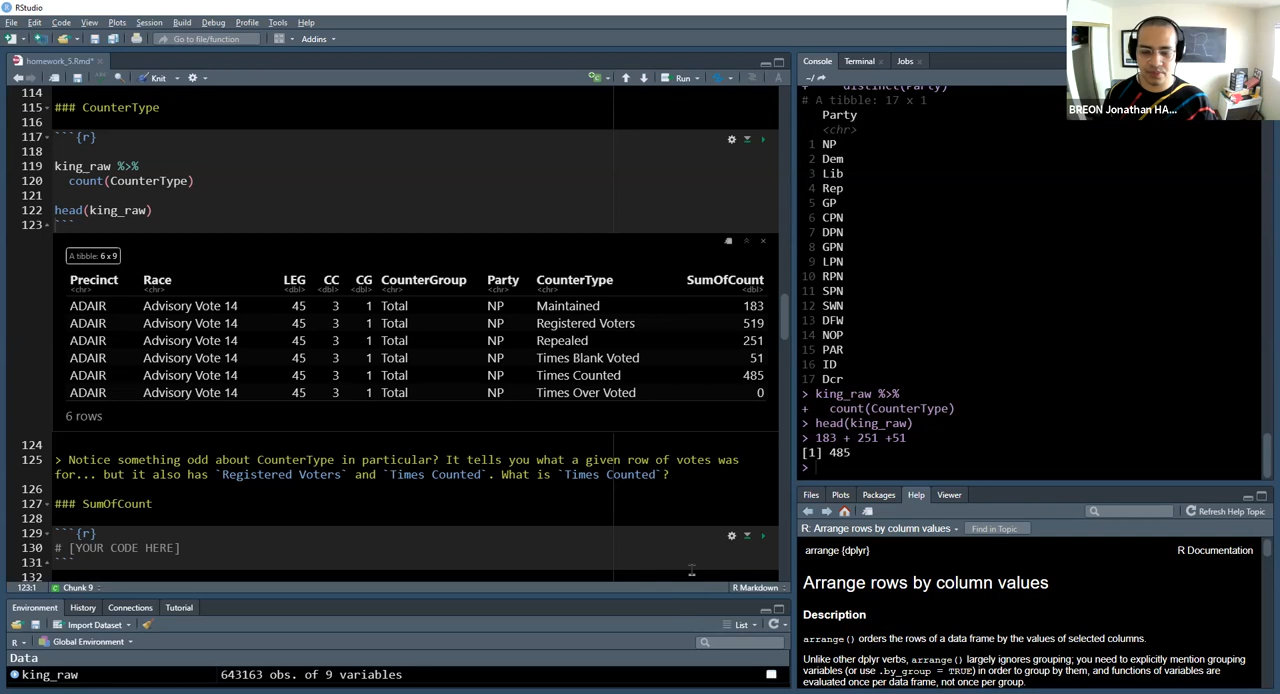 RStudio
File Edit Code View Plots Session Build Debug Profile Tools Help
Go to file/function Addins
homework_5.Rmd*
Knit Run
114
115 ### CounterType
116
117 ```{r}
118
119 king_raw %>%
120 count(CounterType)
121
122 head(king_raw)
123 ```
A tibble: 6 x 9
Precinct Race LEG CC CG CounterGroup Party CounterType SumOfCount
<chr> <chr> <dbl> <dbl> <dbl> <chr> <chr> <chr> <dbl>
ADAIR Advisory Vote 14 45 3 1 Total NP Maintained 183
ADAIR Advisory Vote 14 45 3 1 Total NP Registered Voters 519
ADAIR Advisory Vote 14 45 3 1 Total NP Repealed 251
ADAIR Advisory Vote 14 45 3 1 Total NP Times Blank Voted 51
ADAIR Advisory Vote 14 45 3 1 Total NP Times Counted 485
ADAIR Advisory Vote 14 45 3 1 Total NP Times Over Voted 0
6 rows
124
125 > Notice something odd about CounterType in particular? It tells you what a given row of votes was
for... but it also has `Registered Voters` and `Times Counted`. What is `Times Counted`?
126
127 ### SumOfCount
128
129 ```{r}
130 # [YOUR CODE HERE]
131 ```
132
123:1 Chunk 9 R Markdown
Environment History Connections Tutorial
Import Dataset List
R Global Environment
Data
king_raw 643163 obs. of 9 variables
Console Terminal Jobs
~/
+ distinct(Party)
# A tibble: 17 x 1
Party
<chr>
1 NP
2 Dem
3 Lib
4 Rep
5 GP
6 CPN
7 DPN
8 GPN
9 LPN
10 RPN
11 SPN
12 SWN
13 DFW
14 NOP
15 PAR
16 ID
17 Dcr
> king_raw %>%
+ count(CounterType)
> head(king_raw)
> 183 + 251 +51
[1] 485
>
Files Plots Packages Help Viewer
Refresh Help Topic
R: Arrange rows by column values Find in Topic
arrange {dplyr} R Documentation
Arrange rows by column values
Description
arrange() orders the rows of a data frame by the values of selected columns.
Unlike other dplyr verbs, arrange() largely ignores grouping; you need to explicitly mention grouping
variables (or use .by_group = TRUE) in order to group by them, and functions of variables are
evaluated once per data frame, not once per group.
BREON Jonathan HA...